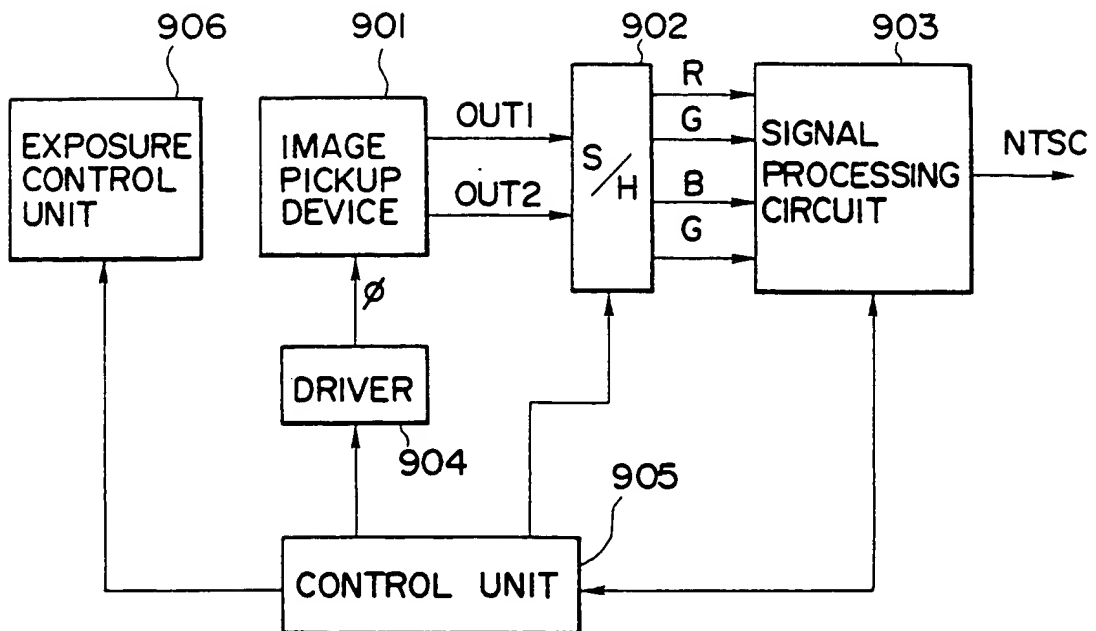 906
901
902
903
EXPOSURE
CONTROL
UNIT
IMAGE
PICKUP
DEVICE
OUT1
OUT2
S/H
R
G
B
G
SIGNAL
PROCESSING
CIRCUIT
NTSC
ø
DRIVER
904
905
CONTROL UNIT